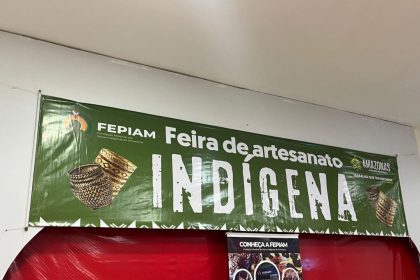 FEPIAM
Feira de artesanato
INDÍGENA
AMAZONAS
CONHEÇA A FEPIAM